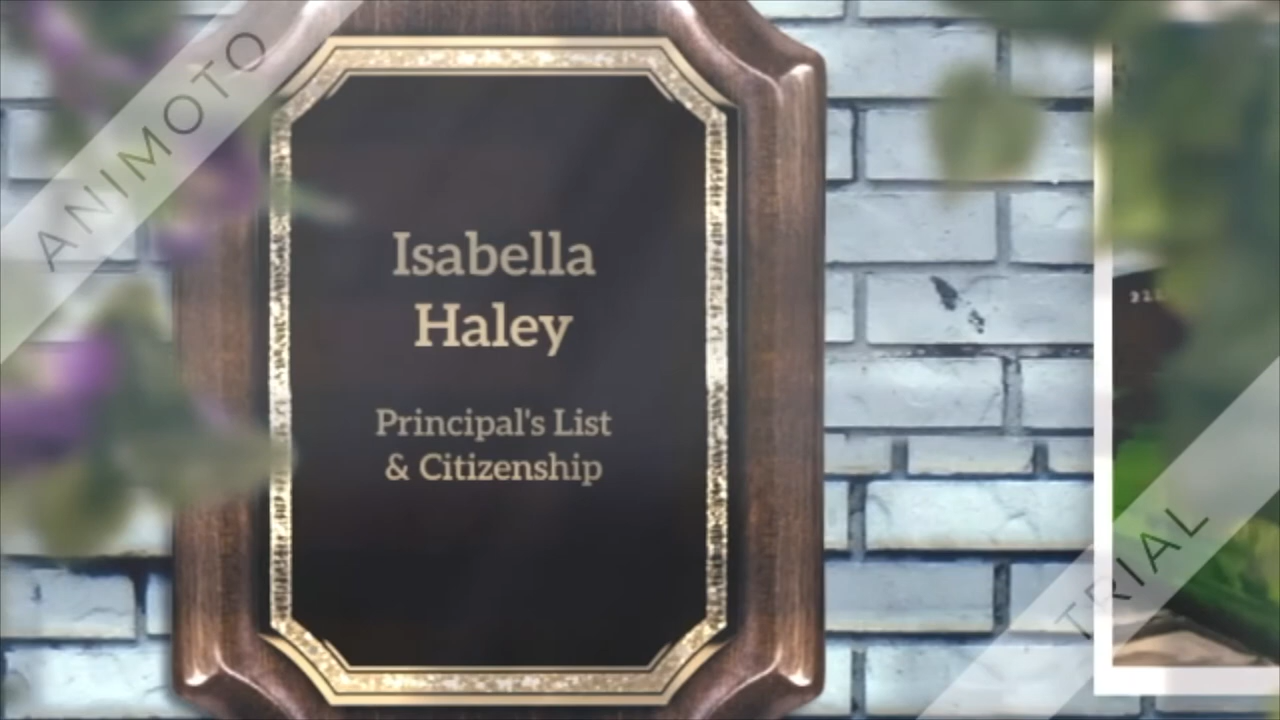 ANIMOTO
Isabella
Haley
Principal's List
& Citizenship
TRIAL